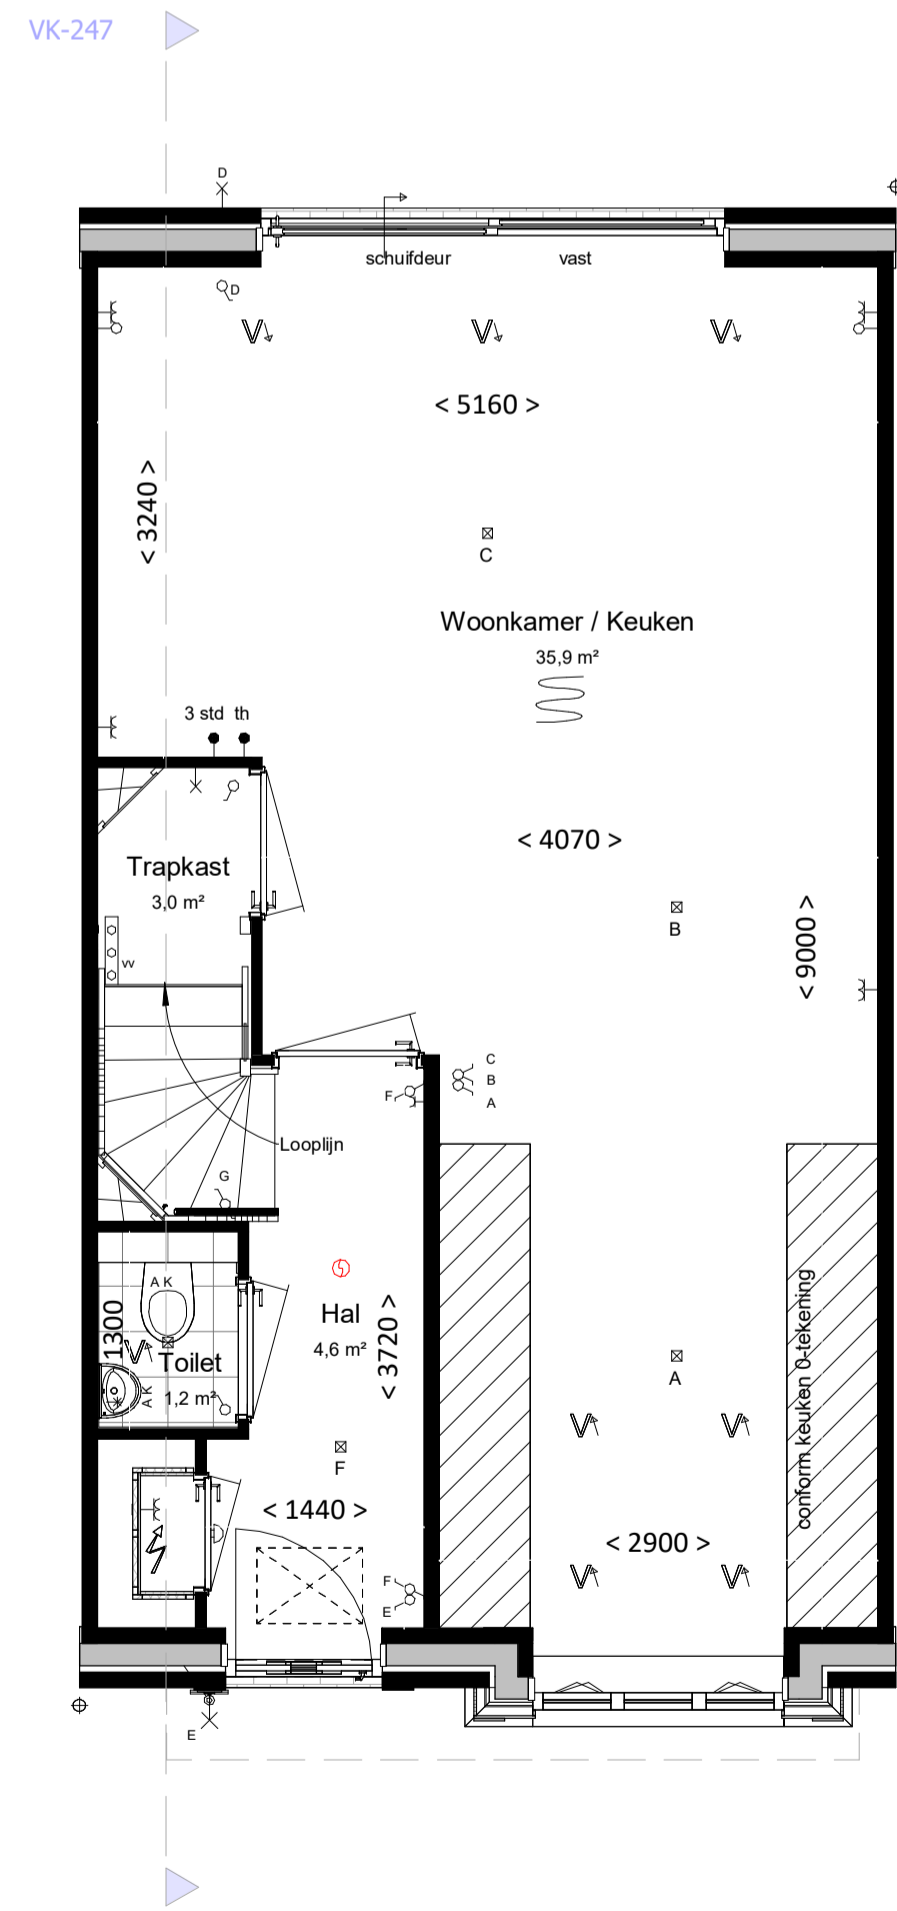 VK-247
D
schuifdeur
vast
D
V
V
V
< 5160 >
< 3240 >
C
Woonkamer / Keuken
35,9 m²
3 std th
Trapkast
3,0 m²
< 4070 >
B
< 9000 >
vv
C
B
A
F
Looplijn
G
A K
1300
V
Toilet
1,2 m²
A K
Hal
4,6 m²
< 3720 >
A
conform keuken 0-tekening
V
V
F
< 1440 >
< 2900 >
V
V
F
E
E